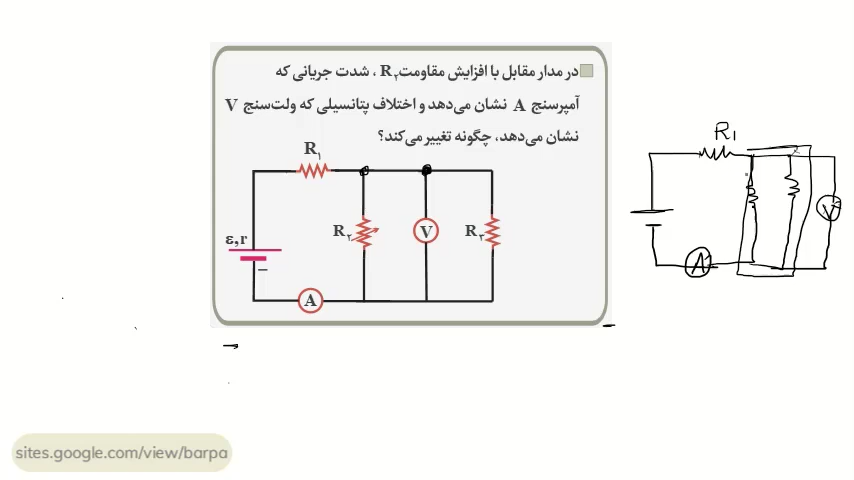 در مدار مقابل با افزایش مقاومت R۲ ، شدت جریانی که
آمپرسنج A نشان می‌دهد و اختلاف پتانسیلی که ولت‌سنج V
نشان می‌دهد، چگونه تغییر می‌کند؟
R۱
R۲
V
R۳
ε,r
A
R1
V
A
sites.google.com/view/barpa